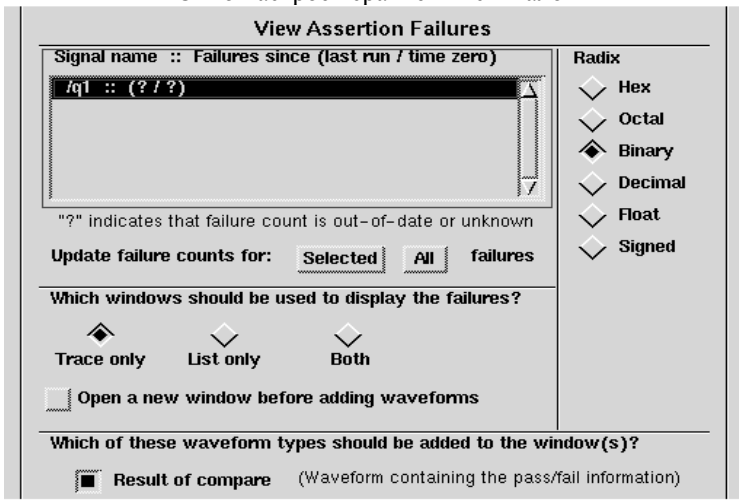 View Assertion Failures
Signal name :: Failures since (last run / time zero)
Radix
/q1 :: (? / ?)
Hex
Octal
Binary
Decimal
Float
Signed
"?" indicates that failure count is out-of-date or unknown
Update failure counts for: Selected All failures
Which windows should be used to display the failures?
Trace only List only Both
Open a new window before adding waveforms
Which of these waveform types should be added to the window(s)?
Result of compare (Waveform containing the pass/fail information)